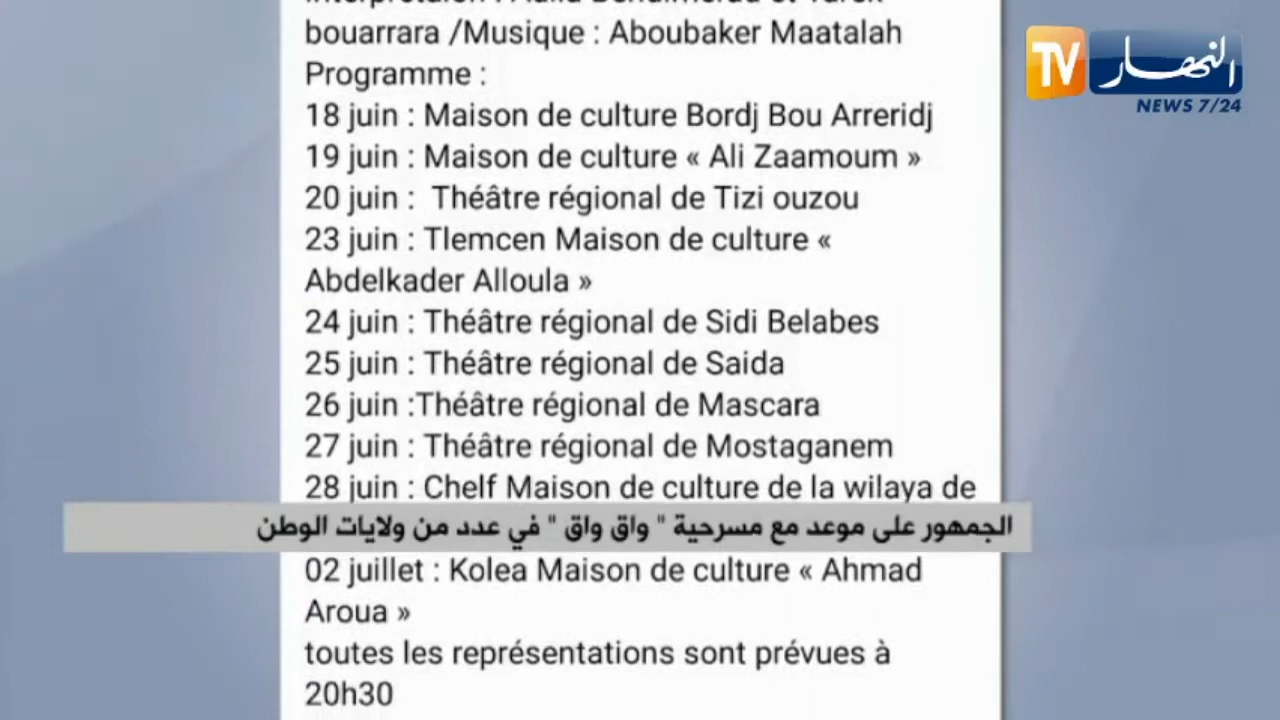 bouarrara /Musique : Aboubaker Maatalah
Programme :
18 juin : Maison de culture Bordj Bou Arreridj
19 juin : Maison de culture « Ali Zaamoum »
20 juin :  Théâtre régional de Tizi ouzou
23 juin : Tlemcen Maison de culture «
Abdelkader Alloula »
24 juin : Théâtre régional de Sidi Belabes
25 juin : Théâtre régional de Saida
26 juin :Théâtre régional de Mascara
27 juin : Théâtre régional de Mostaganem
28 juin : Chelf Maison de culture de la wilaya de
الجمهور على موعد مع مسرحية " واق واق " في عدد من ولايات الوطن
02 juillet : Kolea Maison de culture « Ahmad
Aroua »
toutes les représentations sont prévues à
20h30
TV النهار
NEWS 7/24